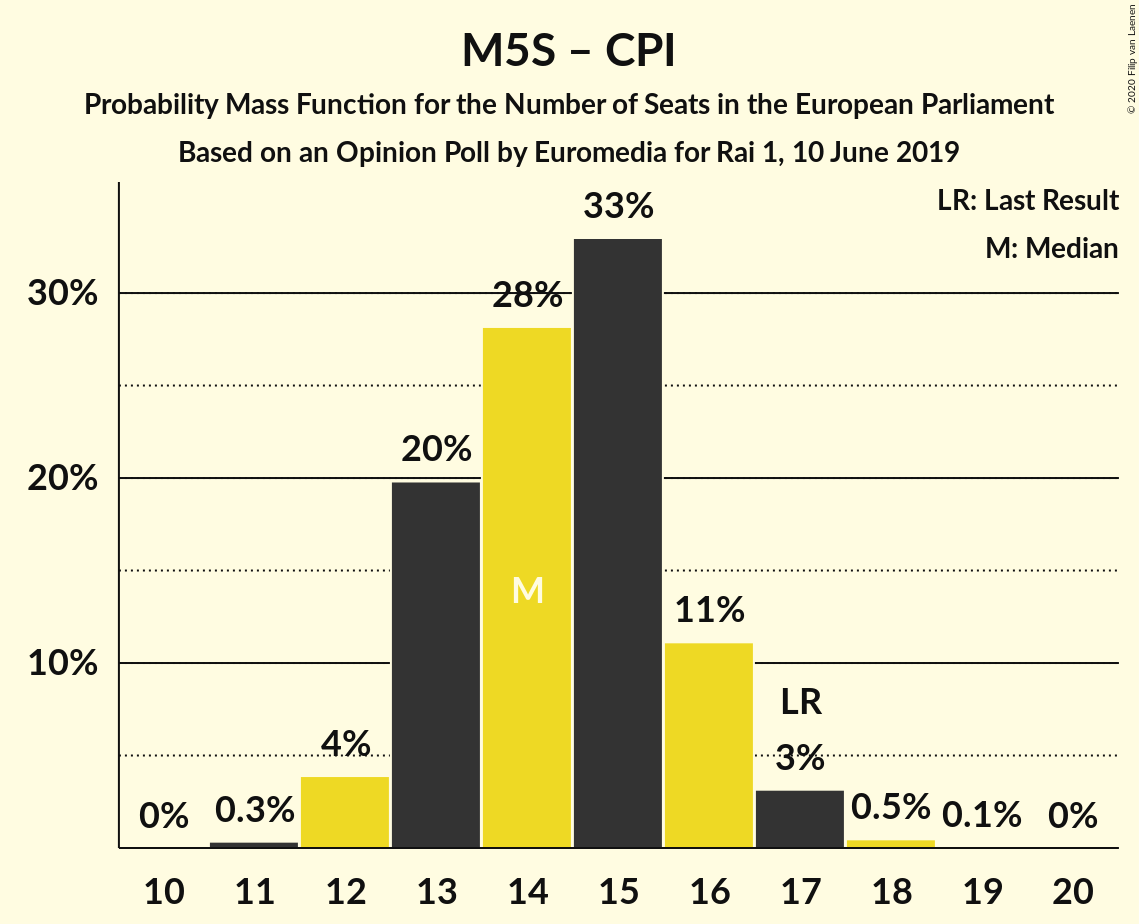 M5S – CPI
Probability Mass Function for the Number of Seats in the European Parliament
Based on an Opinion Poll by Euromedia for Rai 1, 10 June 2019
© 2020 Filip van Laenen
LR: Last Result
M: Median
30%
20%
10%
0%
0.3%
4%
20%
28%
M
33%
11%
LR
3%
0.5%
0.1%
0%
10 11 12 13 14 15 16 17 18 19 20